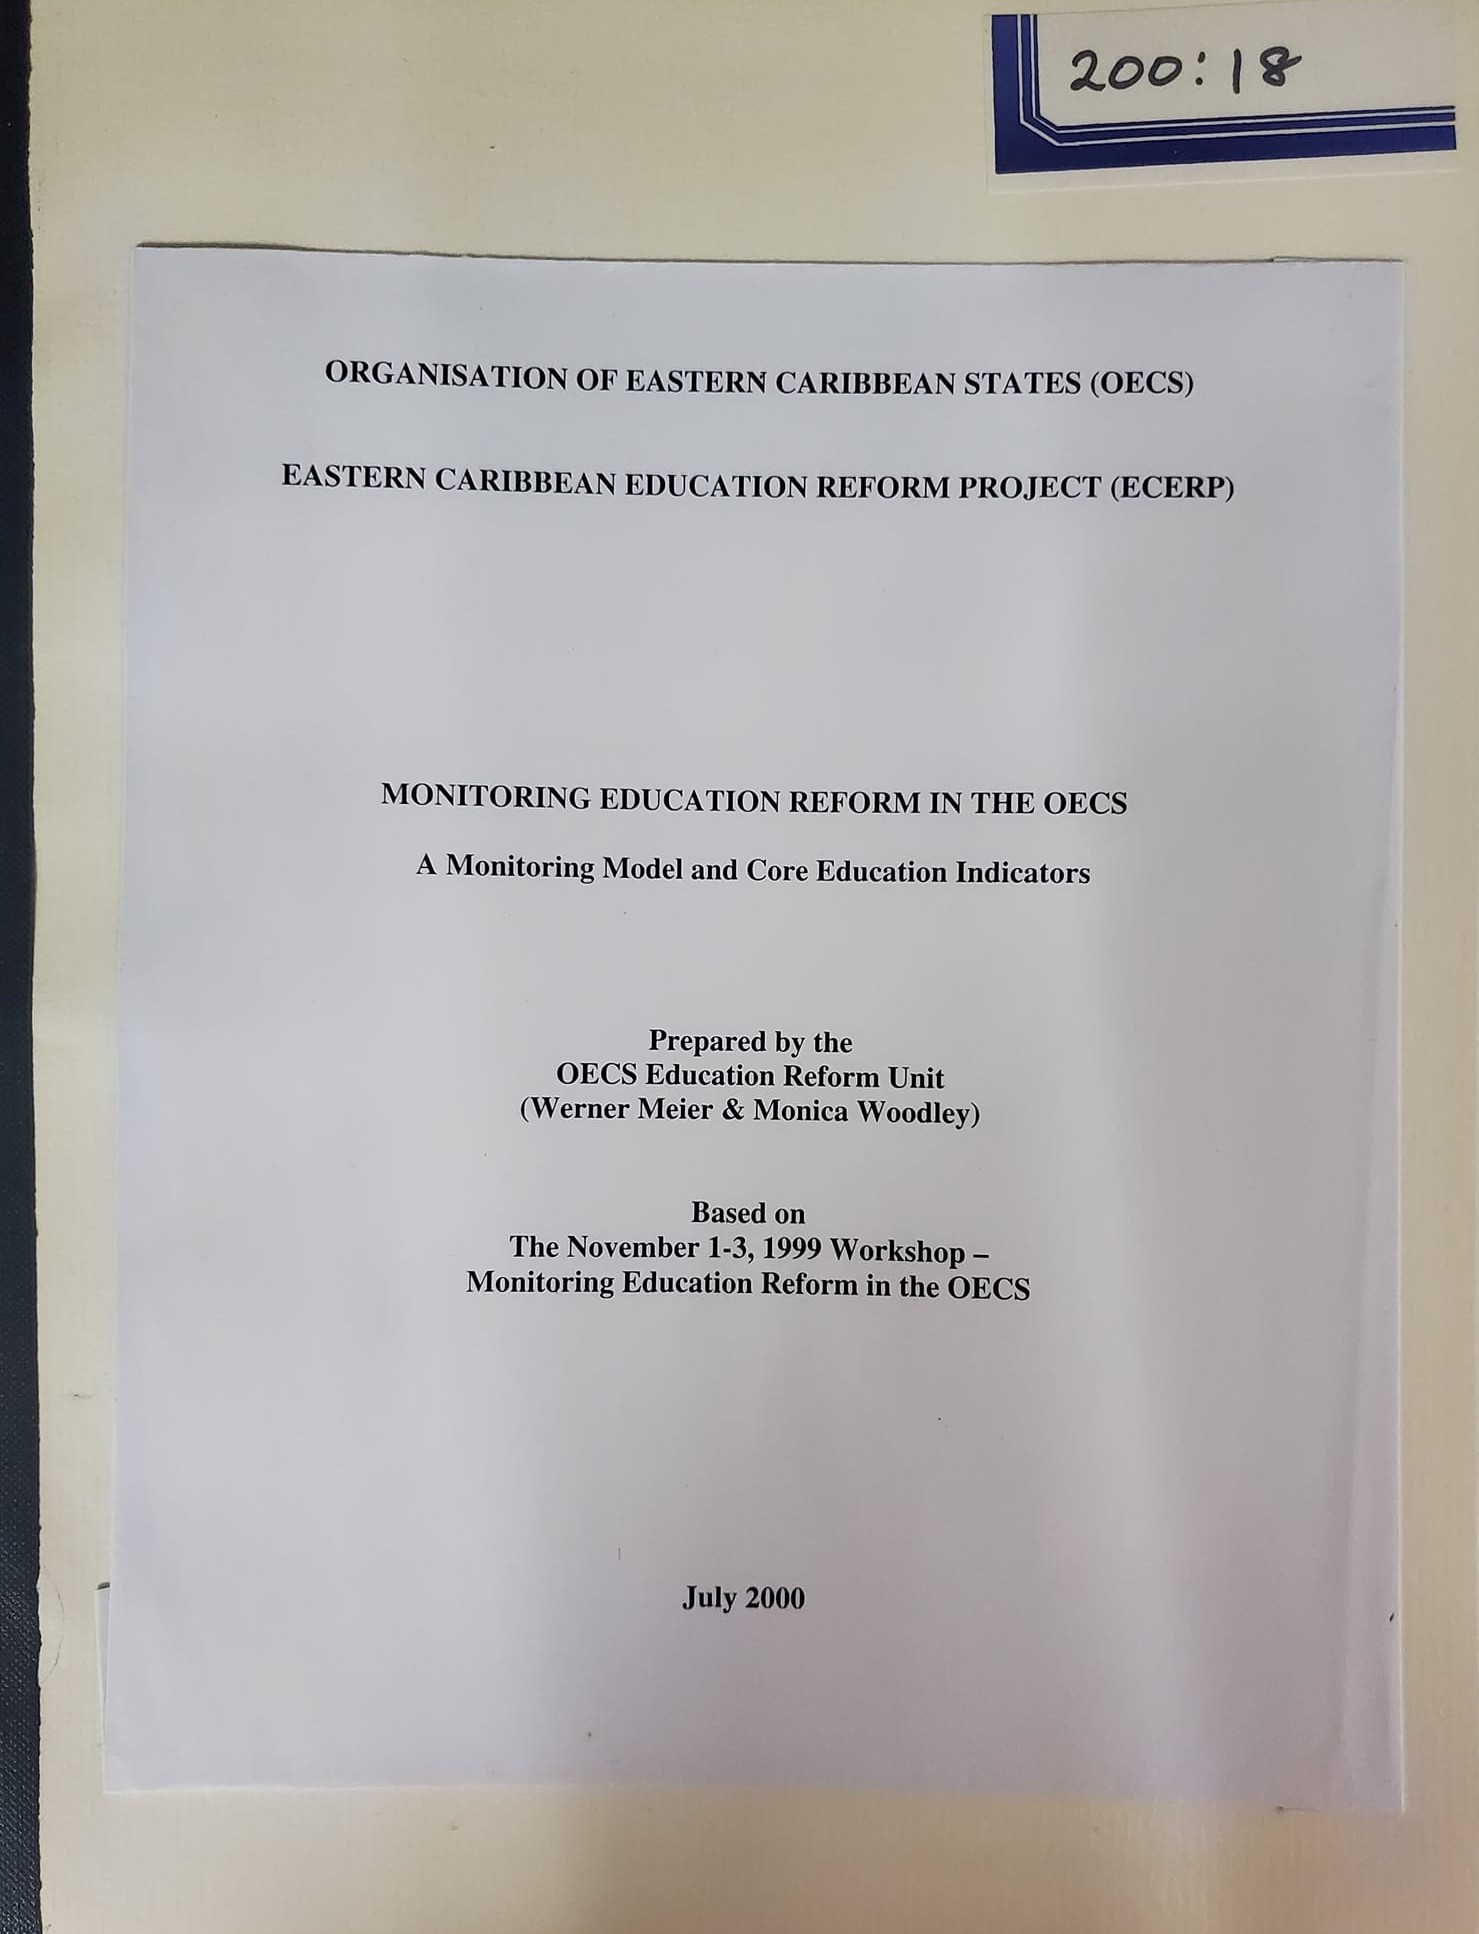 200:18
ORGANISATION OF EASTERN CARIBBEAN STATES (OECS)
EASTERN CARIBBEAN EDUCATION REFORM PROJECT (ECERP)
MONITORING EDUCATION REFORM IN THE OECS
A Monitoring Model and Core Education Indicators
Prepared by the
OECS Education Reform Unit
(Werner Meier & Monica Woodley)
Based on
The November 1-3, 1999 Workshop –
Monitoring Education Reform in the OECS
July 2000